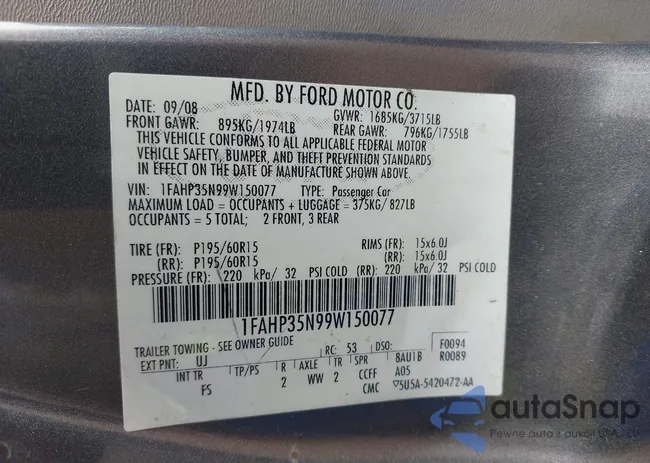 MFD. BY FORD MOTOR CO.
DATE: 09/08 GVWR: 1685KG/3715LB
FRONT GAWR: 895KG/1974LB REAR GAWR: 796KG/1755LB
THIS VEHICLE CONFORMS TO ALL APPLICABLE FEDERAL MOTOR
VEHICLE SAFETY, BUMPER, AND THEFT PREVENTION STANDARDS
IN EFFECT ON THE DATE OF MANUFACTURE SHOWN ABOVE.
VIN: 1FAHP35N99W150077 TYPE: Passenger Car
MAXIMUM LOAD = OCCUPANTS + LUGGAGE = 375KG/ 827LB
OCCUPANTS = 5 TOTAL; 2 FRONT, 3 REAR
TIRE (FR): P195/60R15 RIMS (FR): 15x6.0J
(RR): P195/60R15 (RR): 15x6.0J
PRESSURE (FR): 220 kPa/ 32 PSI COLD (RR): 220 kPa/ 32 PSI COLD
1FAHP35N99W150077
TRAILER TOWING - SEE OWNER GUIDE F0094
EXT PNT: UJ RC: 53 DSO: R0089
INT TR TP/PS R AXLE TR SPR 8AU1B
FS 2 WW 2 CCFF A05
CMC ▽5U5A-5420472-AA
autaSnap
Pewne auta z aukcji USA, Co.